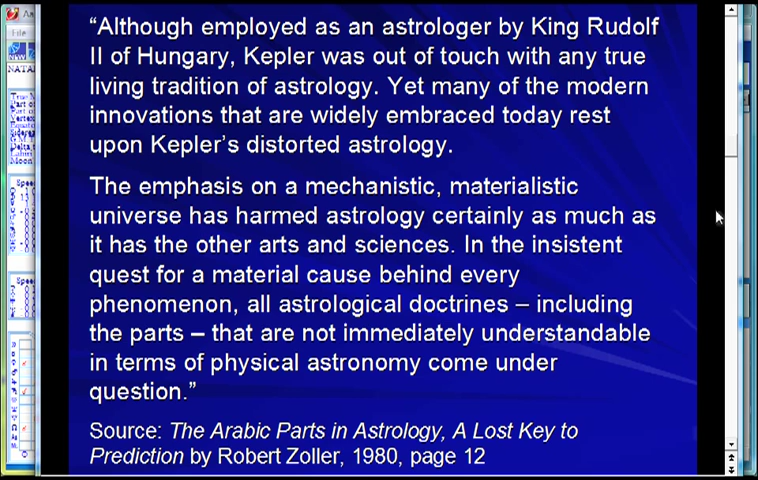 File
“Although employed as an astrologer by King Rudolf
II of Hungary, Kepler was out of touch with any true
living tradition of astrology. Yet many of the modern
innovations that are widely embraced today rest
upon Kepler’s distorted astrology.
The emphasis on a mechanistic, materialistic
universe has harmed astrology certainly as much as
it has the other arts and sciences. In the insistent
quest for a material cause behind every
phenomenon, all astrological doctrines – including
the parts – that are not immediately understandable
in terms of physical astronomy come under
question.”
Source: The Arabic Parts in Astrology, A Lost Key to
Prediction by Robert Zoller, 1980, page 12